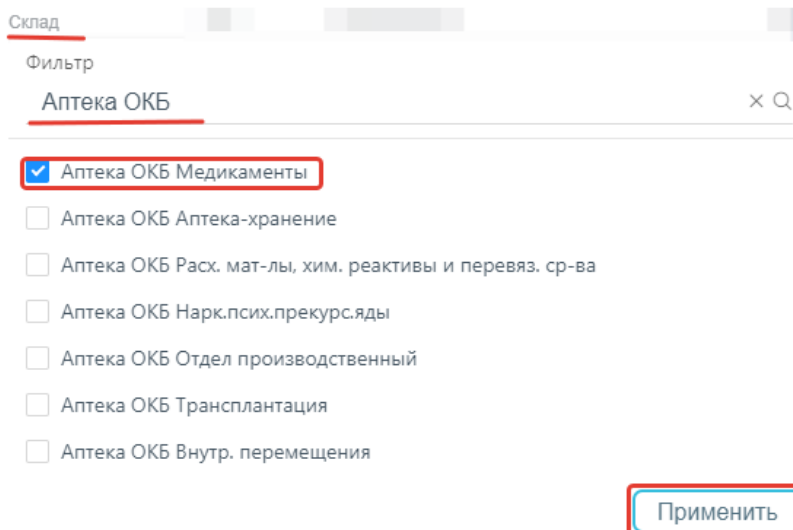 Склад
Фильтр
Аптека ОКБ
Аптека ОКБ Медикаменты
Аптека ОКБ Аптека-хранение
Аптека ОКБ Расх. мат-лы, хим. реактивы и перевяз. ср-ва
Аптека ОКБ Нарк.псих.прекурс.яды
Аптека ОКБ Отдел производственный
Аптека ОКБ Трансплантация
Аптека ОКБ Внутр. перемещения
Применить